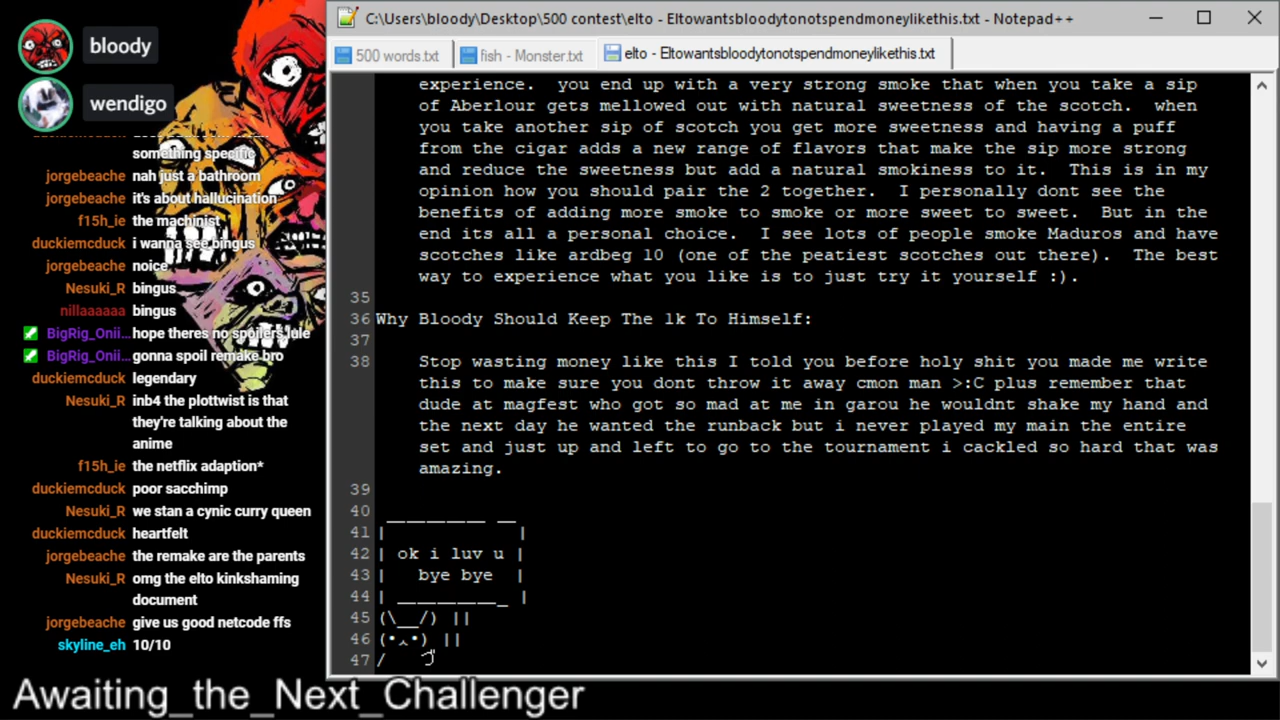 bloody
wendigo
something specific
jorgebeache nah just a bathroom
jorgebeache it's about hallucination
f15h_ie the machinist
duckiemcduck i wanna see bingus
jorgebeache noice
Nesuki_R bingus
nillaaaaaa bingus
BigRig_Onii... hope theres no spoilers lule
BigRig_Onii... gonna spoil remake bro
duckiemcduck legendary
Nesuki_R inb4 the plottwist is that
they're talking about the
anime
f15h_ie the netflix adaption*
duckiemcduck poor sacchimp
Nesuki_R we stan a cynic curry queen
duckiemcduck heartfelt
jorgebeache the remake are the parents
Nesuki_R omg the elto kinkshaming
document
jorgebeache give us good netcode ffs
skyline_eh 10/10
C:\Users\bloody\Desktop\500 contest\elto - Eltowantsbloodytonotspendmoneylikethis.txt - Notepad++
500 words.txt fish - Monster.txt elto - Eltowantsbloodytonotspendmoneylikethis.txt
experience.  you end up with a very strong smoke that when you take a sip
of Aberlour gets mellowed out with natural sweetness of the scotch.  when
you take another sip of scotch you get more sweetness and having a puff
from the cigar adds a new range of flavors that make the sip more strong
and reduce the sweetness but add a natural smokiness to it.  This is in my
opinion how you should pair the 2 together.  I personally dont see the
benefits of adding more smoke to smoke or more sweet to sweet.  But in the
end its all a personal choice.  I see lots of people smoke Maduros and have
scotches like ardbeg 10 (one of the peatiest scotches out there).  The best
way to experience what you like is to just try it yourself :).
35
36 Why Bloody Should Keep The 1k To Himself:
37
38 Stop wasting money like this I told you before holy shit you made me write
this to make sure you dont throw it away cmon man >:C plus remember that
dude at magfest who got so mad at me in garou he wouldnt shake my hand and
the next day he wanted the runback but i never played my main the entire
set and just up and left to go to the tournament i cackled so hard that was
amazing.
39
40 ________ __
41 | |
42 | ok i luv u |
43 | bye bye |
44 | _________ |
45 (\__/) ||
46 (•ㅅ•) ||
47 / づ
Awaiting_the_Next_Challenger